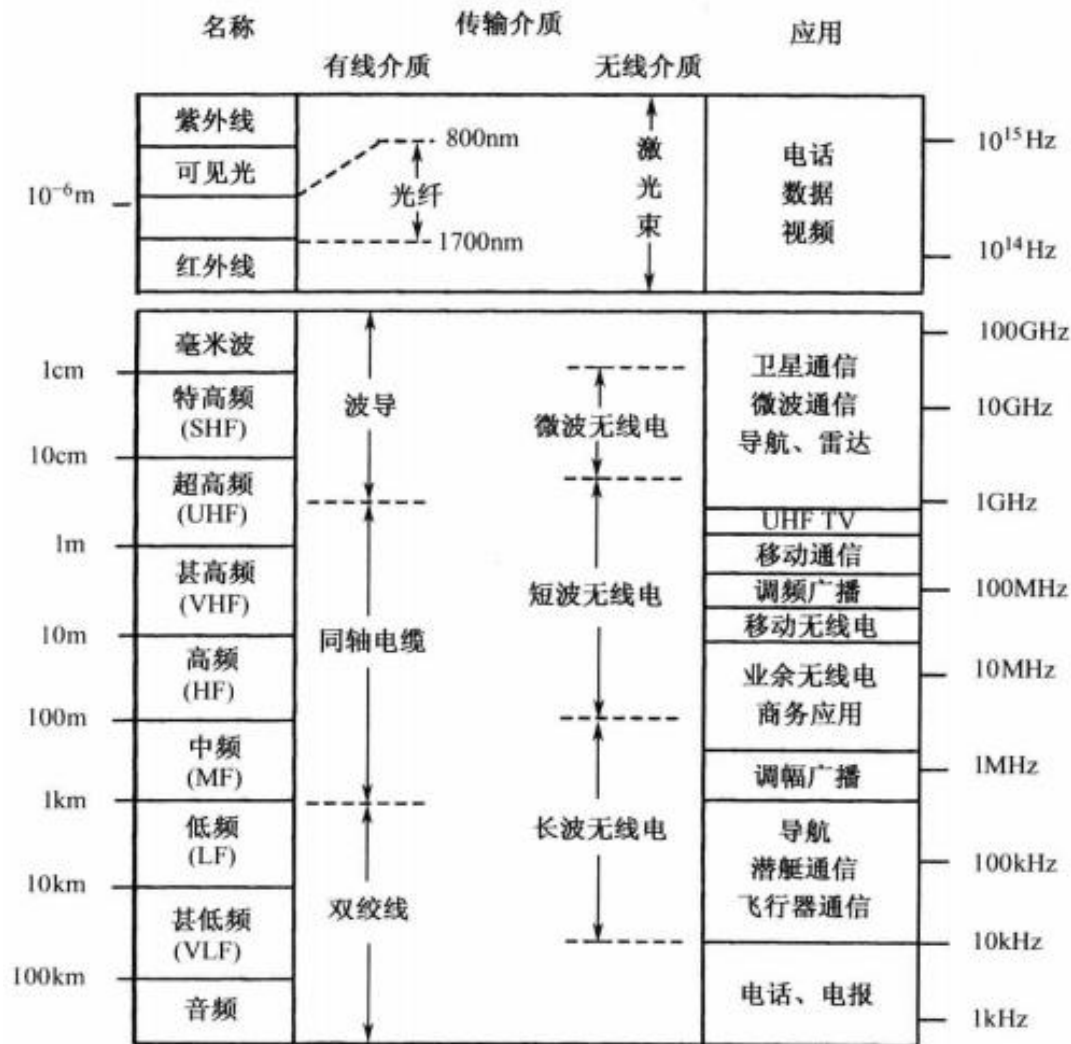 名称
传输介质
应用
有线介质
无线介质
紫外线
可见光
红外线
10⁻⁶m
800nm
光纤
1700nm
激
光
束
电话
数据
视频
10¹⁵Hz
10¹⁴Hz
毫米波
1cm
特高频
(SHF)
10cm
超高频
(UHF)
1m
甚高频
(VHF)
10m
高频
(HF)
100m
中频
(MF)
1km
低频
(LF)
10km
甚低频
(VLF)
100km
音频
波导
同轴电缆
双绞线
微波无线电
短波无线电
长波无线电
卫星通信
微波通信
导航、雷达
UHF TV
移动通信
调频广播
移动无线电
业余无线电
商务应用
调幅广播
导航
潜艇通信
飞行器通信
电话、电报
100GHz
10GHz
1GHz
100MHz
10MHz
1MHz
100kHz
10kHz
1kHz